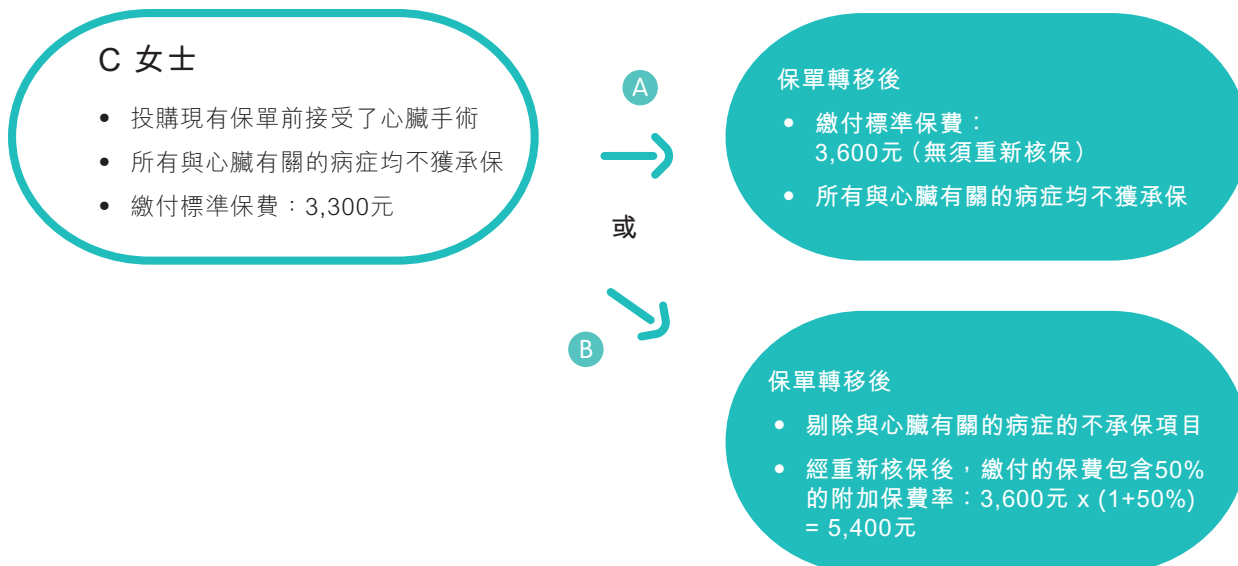 C 女士
• 投購現有保單前接受了心臟手術
• 所有與心臟有關的病症均不獲承保
• 繳付標準保費：3,300元
A
或
B
保單轉移後
• 繳付標準保費：
3,600元（無須重新核保）
• 所有與心臟有關的病症均不獲承保
保單轉移後
• 剔除與心臟有關的病症的不承保項目
• 經重新核保後，繳付的保費包含50%
的附加保費率：3,600元 x (1+50%)
= 5,400元